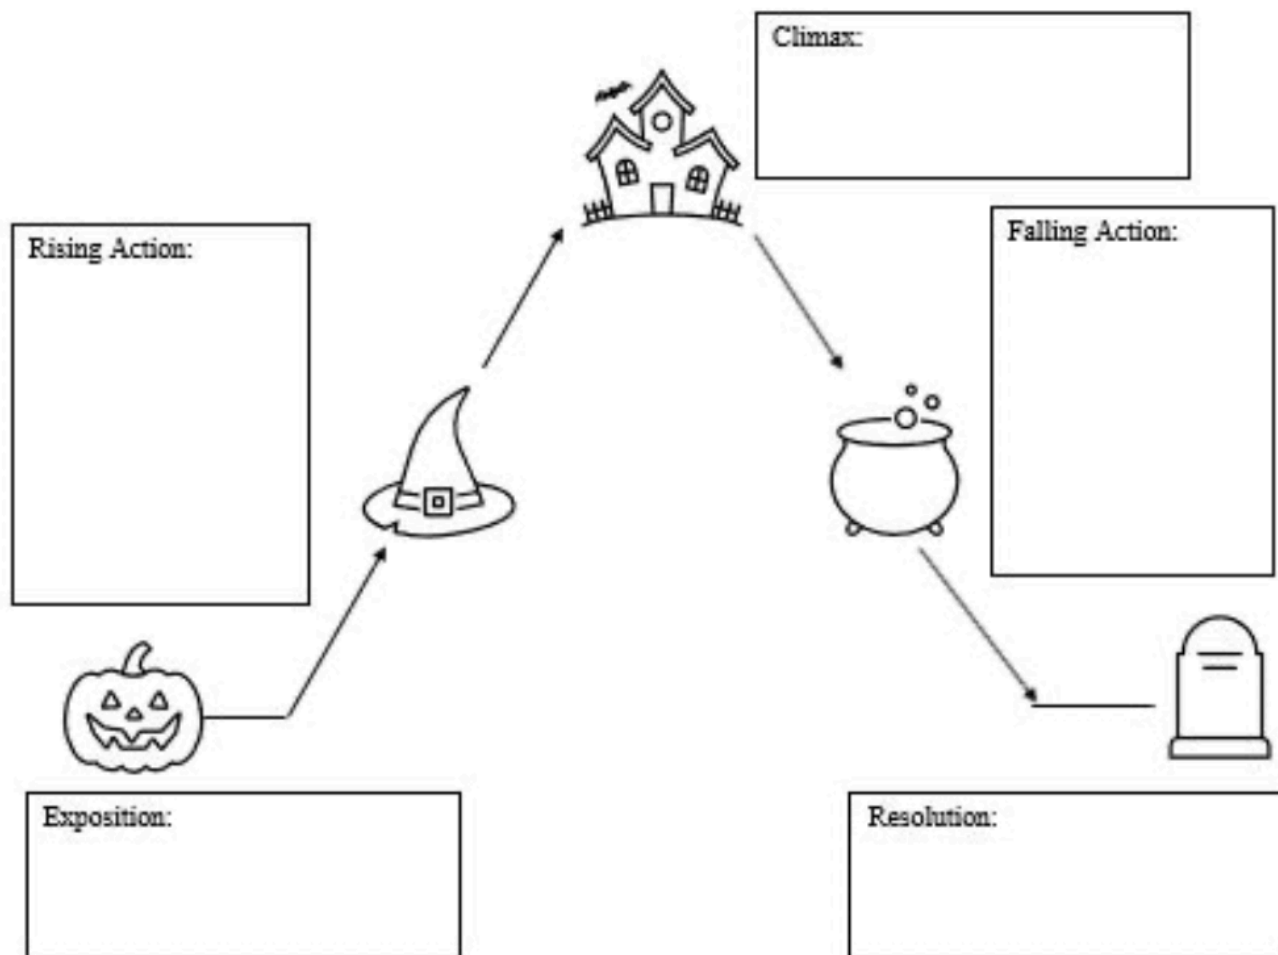 Climax:
Rising Action:
Falling Action:
Exposition:
Resolution: